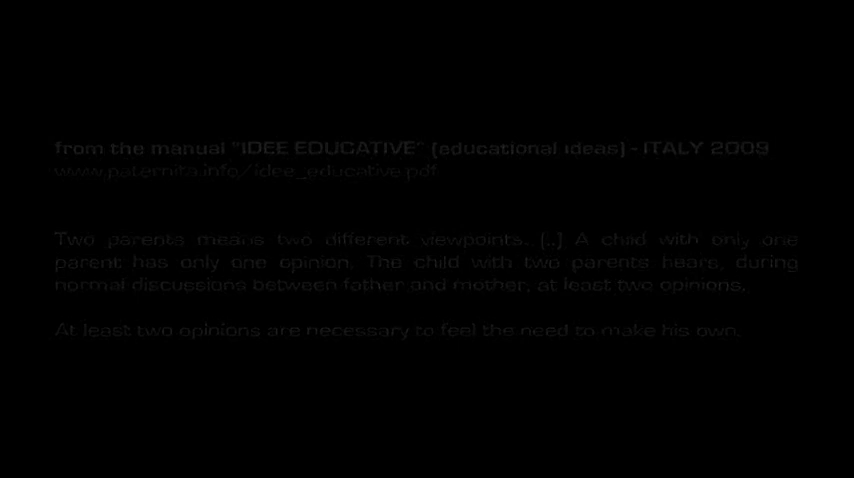 from the manual "IDEE EDUCATIVE" (educational ideas) - ITALY 2009
www.paternita.info/idee_educative.pdf
Two parents means two different viewpoints. [..] A child with only one
parent has only one opinion. The child with two parents hears, during
normal discussions between father and mother, at least two opinions.
At least two opinions are necessary to feel the need to make his own.